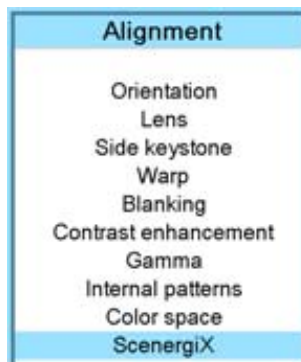 Alignment
Orientation
Lens
Side keystone
Warp
Blanking
Contrast enhancement
Gamma
Internal patterns
Color space
ScenergiX